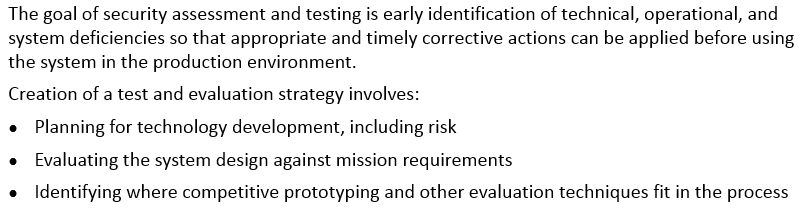 The goal of security assessment and testing is early identification of technical, operational, and
system deficiencies so that appropriate and timely corrective actions can be applied before using
the system in the production environment.
Creation of a test and evaluation strategy involves:
• Planning for technology development, including risk
• Evaluating the system design against mission requirements
• Identifying where competitive prototyping and other evaluation techniques fit in the process